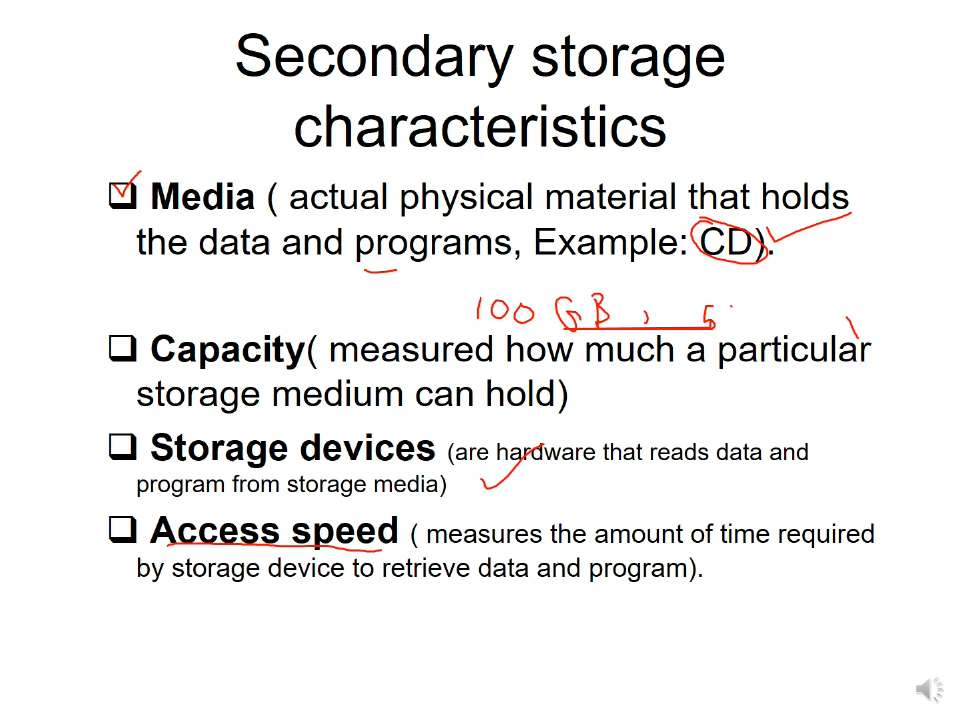 Secondary storage
characteristics
❑ Media ( actual physical material that holds
the data and programs, Example: CD).
100 GB , 5
❑ Capacity( measured how much a particular
storage medium can hold)
❑ Storage devices (are hardware that reads data and
program from storage media)
❑ Access speed ( measures the amount of time required
by storage device to retrieve data and program).